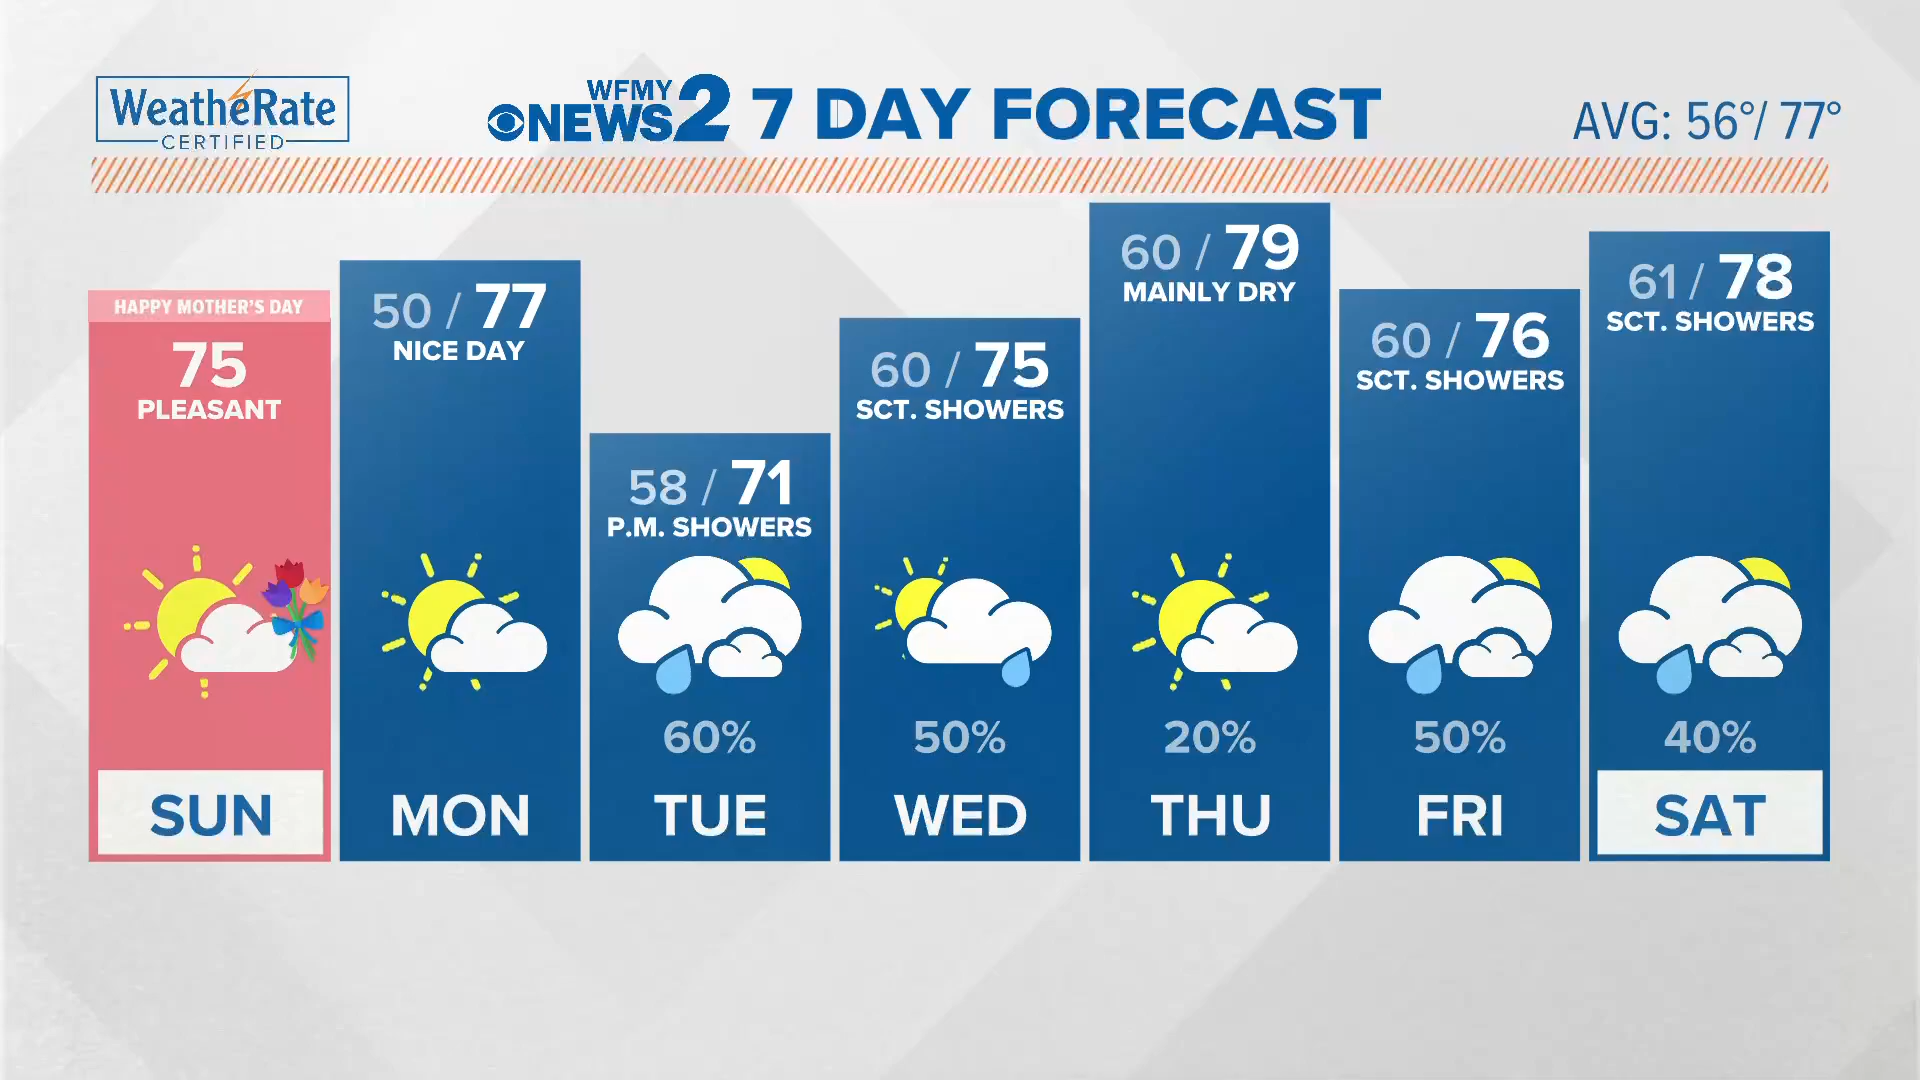 WeatheRate
CERTIFIED
WFMY
NEWS 2
7 DAY FORECAST
AVG: 56°/ 77°
HAPPY MOTHER'S DAY
75
PLEASANT
SUN
50 / 77
NICE DAY
MON
58 / 71
P.M. SHOWERS
60%
TUE
60 / 75
SCT. SHOWERS
50%
WED
60 / 79
MAINLY DRY
20%
THU
60 / 76
SCT. SHOWERS
50%
FRI
61 / 78
SCT. SHOWERS
40%
SAT